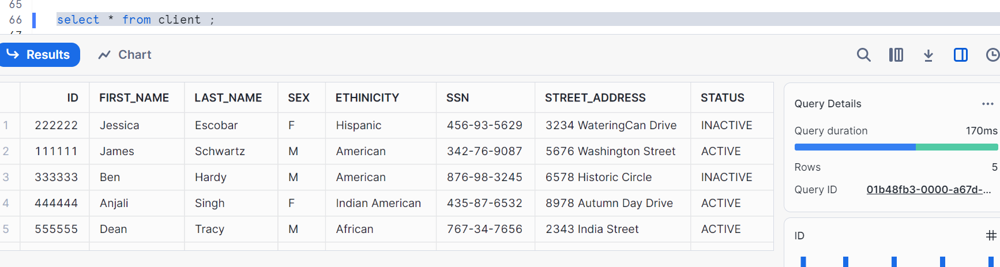 65
66 select * from client ;
67
Results Chart
ID FIRST_NAME LAST_NAME SEX ETHINICITY SSN STREET_ADDRESS STATUS
1 222222 Jessica Escobar F Hispanic 456-93-5629 3234 WateringCan Drive INACTIVE
2 111111 James Schwartz M American 342-76-9087 5676 Washington Street ACTIVE
3 333333 Ben Hardy M American 876-98-3245 6578 Historic Circle INACTIVE
4 444444 Anjali Singh F Indian American 435-87-6532 8978 Autumn Day Drive ACTIVE
5 555555 Dean Tracy M African 767-34-7656 2343 India Street ACTIVE
Query Details ...
Query duration 170ms
Rows 5
Query ID 01b48fb3-0000-a67d-...
ID #